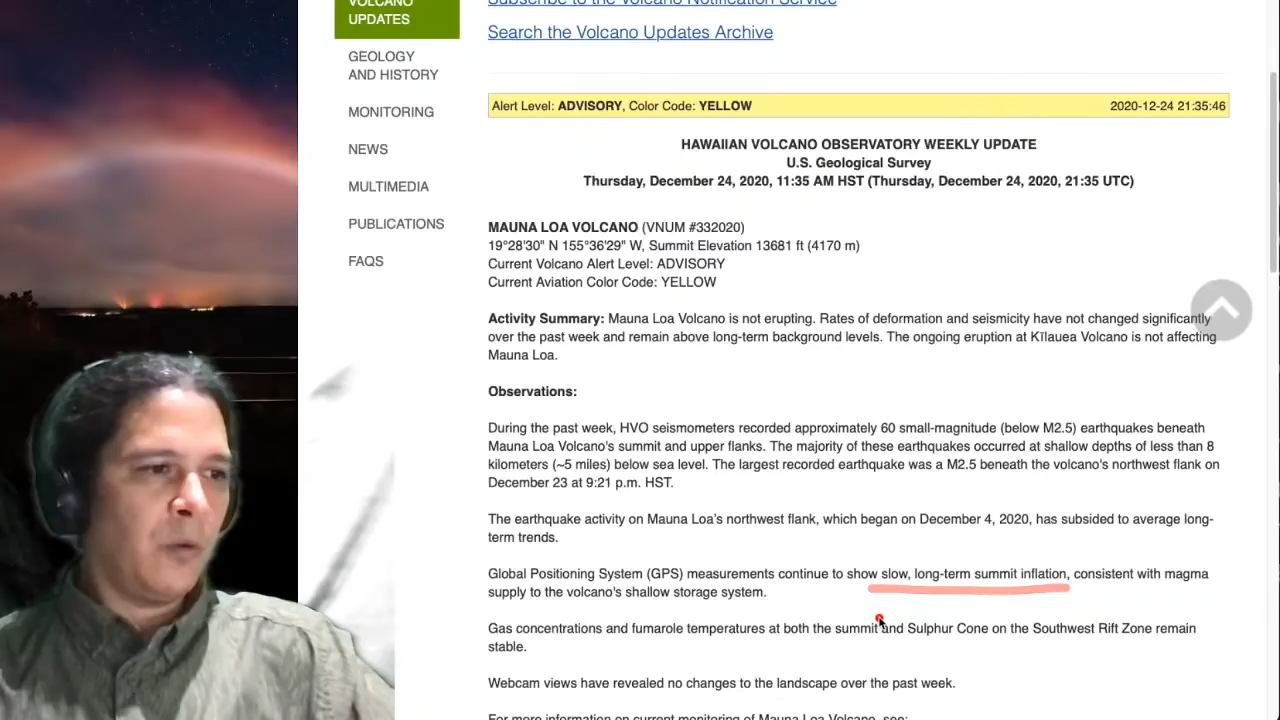 VOLCANO
UPDATES
GEOLOGY
AND HISTORY
MONITORING
NEWS
MULTIMEDIA
PUBLICATIONS
FAQS
Subscribe to the Volcano Notification Service
Search the Volcano Updates Archive
Alert Level: ADVISORY, Color Code: YELLOW 2020-12-24 21:35:46
HAWAIIAN VOLCANO OBSERVATORY WEEKLY UPDATE
U.S. Geological Survey
Thursday, December 24, 2020, 11:35 AM HST (Thursday, December 24, 2020, 21:35 UTC)
MAUNA LOA VOLCANO (VNUM #332020)
19°28'30" N 155°36'29" W, Summit Elevation 13681 ft (4170 m)
Current Volcano Alert Level: ADVISORY
Current Aviation Color Code: YELLOW
Activity Summary: Mauna Loa Volcano is not erupting. Rates of deformation and seismicity have not changed significantly
over the past week and remain above long-term background levels. The ongoing eruption at Kīlauea Volcano is not affecting
Mauna Loa.
Observations:
During the past week, HVO seismometers recorded approximately 60 small-magnitude (below M2.5) earthquakes beneath
Mauna Loa Volcano's summit and upper flanks. The majority of these earthquakes occurred at shallow depths of less than 8
kilometers (~5 miles) below sea level. The largest recorded earthquake was a M2.5 beneath the volcano's northwest flank on
December 23 at 9:21 p.m. HST.
The earthquake activity on Mauna Loa's northwest flank, which began on December 4, 2020, has subsided to average long-
term trends.
Global Positioning System (GPS) measurements continue to show slow, long-term summit inflation, consistent with magma
supply to the volcano's shallow storage system.
Gas concentrations and fumarole temperatures at both the summit and Sulphur Cone on the Southwest Rift Zone remain
stable.
Webcam views have revealed no changes to the landscape over the past week.
For more information on current monitoring of Mauna Loa Volcano, see: